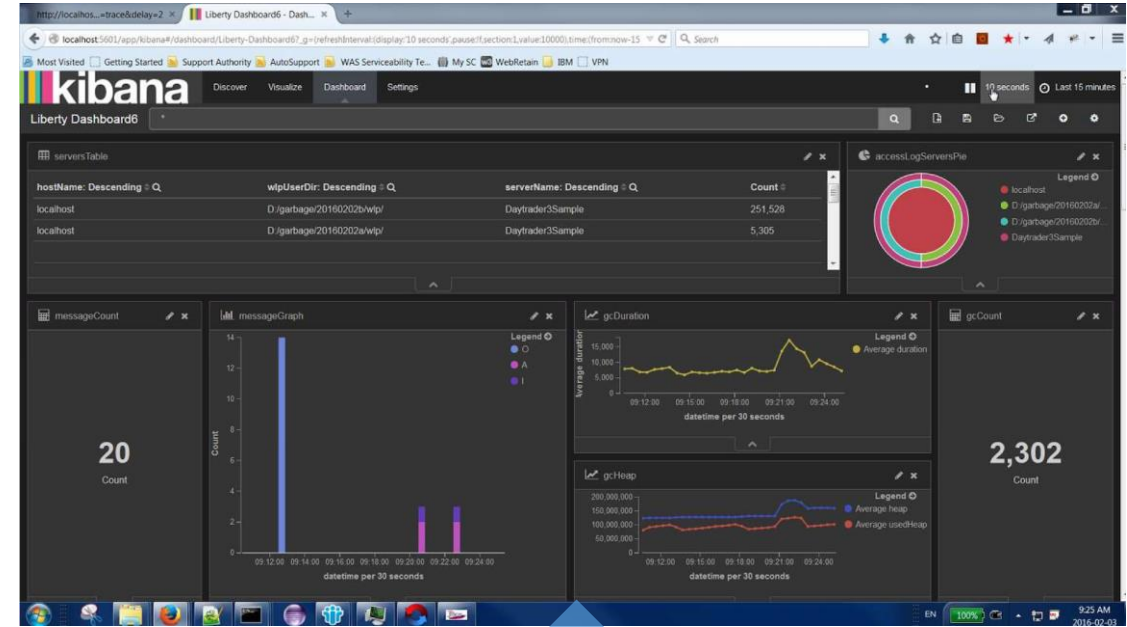 http://localhos...=trace&delay=2
Liberty Dashboard6 - Dash...
localhost:5601/app/kibana#/dashboard/Liberty-Dashboard6?_g=(refreshInterval:(display:'10 seconds',pause:!f,section:1,value:10000),time:(from:now-15
Search
Most Visited Getting Started Support Authority AutoSupport WAS Serviceability Te... My SC WebRetain IBM VPN
kibana Discover Visualize Dashboard Settings 10 seconds Last 15 minutes
Liberty Dashboard6 *
serversTable
hostName: Descending wlpUserDir: Descending serverName: Descending Count
localhost D:/garbage/20160202b/wlp/ Daytrader3Sample 251,528
localhost D:/garbage/20160202a/wlp/ Daytrader3Sample 5,305
accessLogServersPie
Legend
localhost
D:/garbage/20160202a/...
D:/garbage/20160202b/...
Daytrader3Sample
messageCount
20
Count
messageGraph
Legend
O
A
I
14
12
10
8
6
4
2
0
Count
09:12:00 09:14:00 09:16:00 09:18:00 09:20:00 09:22:00 09:24:00
datetime per 30 seconds
gcDuration
Legend
Average duration
Average duration
15,000
10,000
5,000
0
09:12:00 09:15:00 09:18:00 09:21:00 09:24:00
datetime per 30 seconds
gcHeap
Legend
Average heap
Average usedHeap
200,000,000
150,000,000
100,000,000
50,000,000
0
09:12:00 09:15:00 09:18:00 09:21:00 09:24:00
datetime per 30 seconds
gcCount
2,302
Count
EN 100% 9:25 AM
2016-02-03